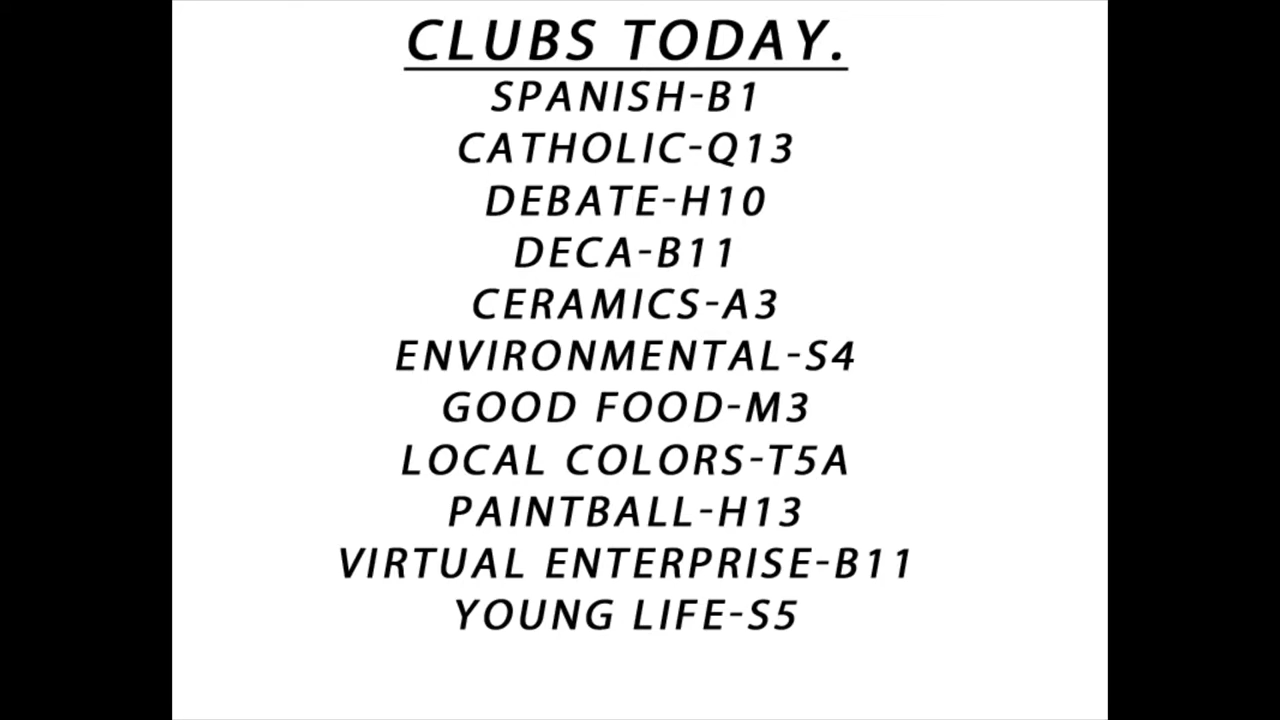 CLUBS TODAY.
SPANISH-B1
CATHOLIC-Q13
DEBATE-H10
DECA-B11
CERAMICS-A3
ENVIRONMENTAL-S4
GOOD FOOD-M3
LOCAL COLORS-T5A
PAINTBALL-H13
VIRTUAL ENTERPRISE-B11
YOUNG LIFE-S5